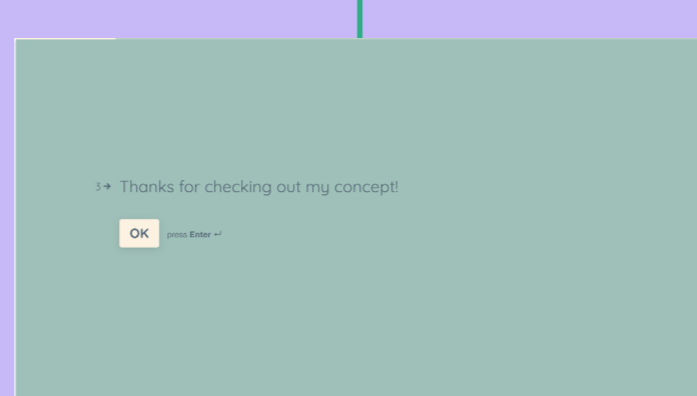 3→ Thanks for checking out my concept!
OK press Enter ↵